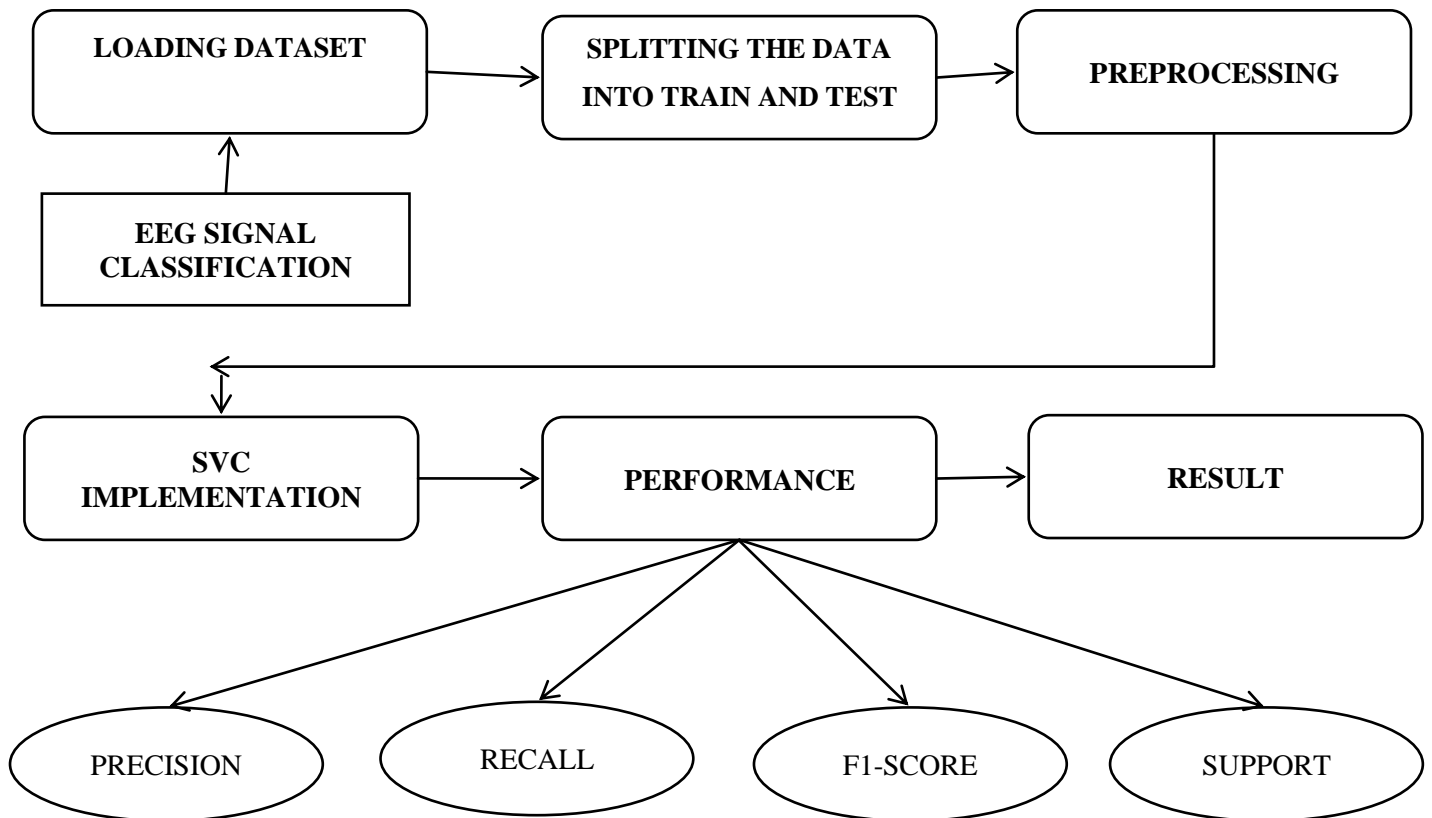 LOADING DATASET
SPLITTING THE DATA
INTO TRAIN AND TEST
PREPROCESSING
EEG SIGNAL
CLASSIFICATION
SVC
IMPLEMENTATION
PERFORMANCE
RESULT
PRECISION
RECALL
F1-SCORE
SUPPORT